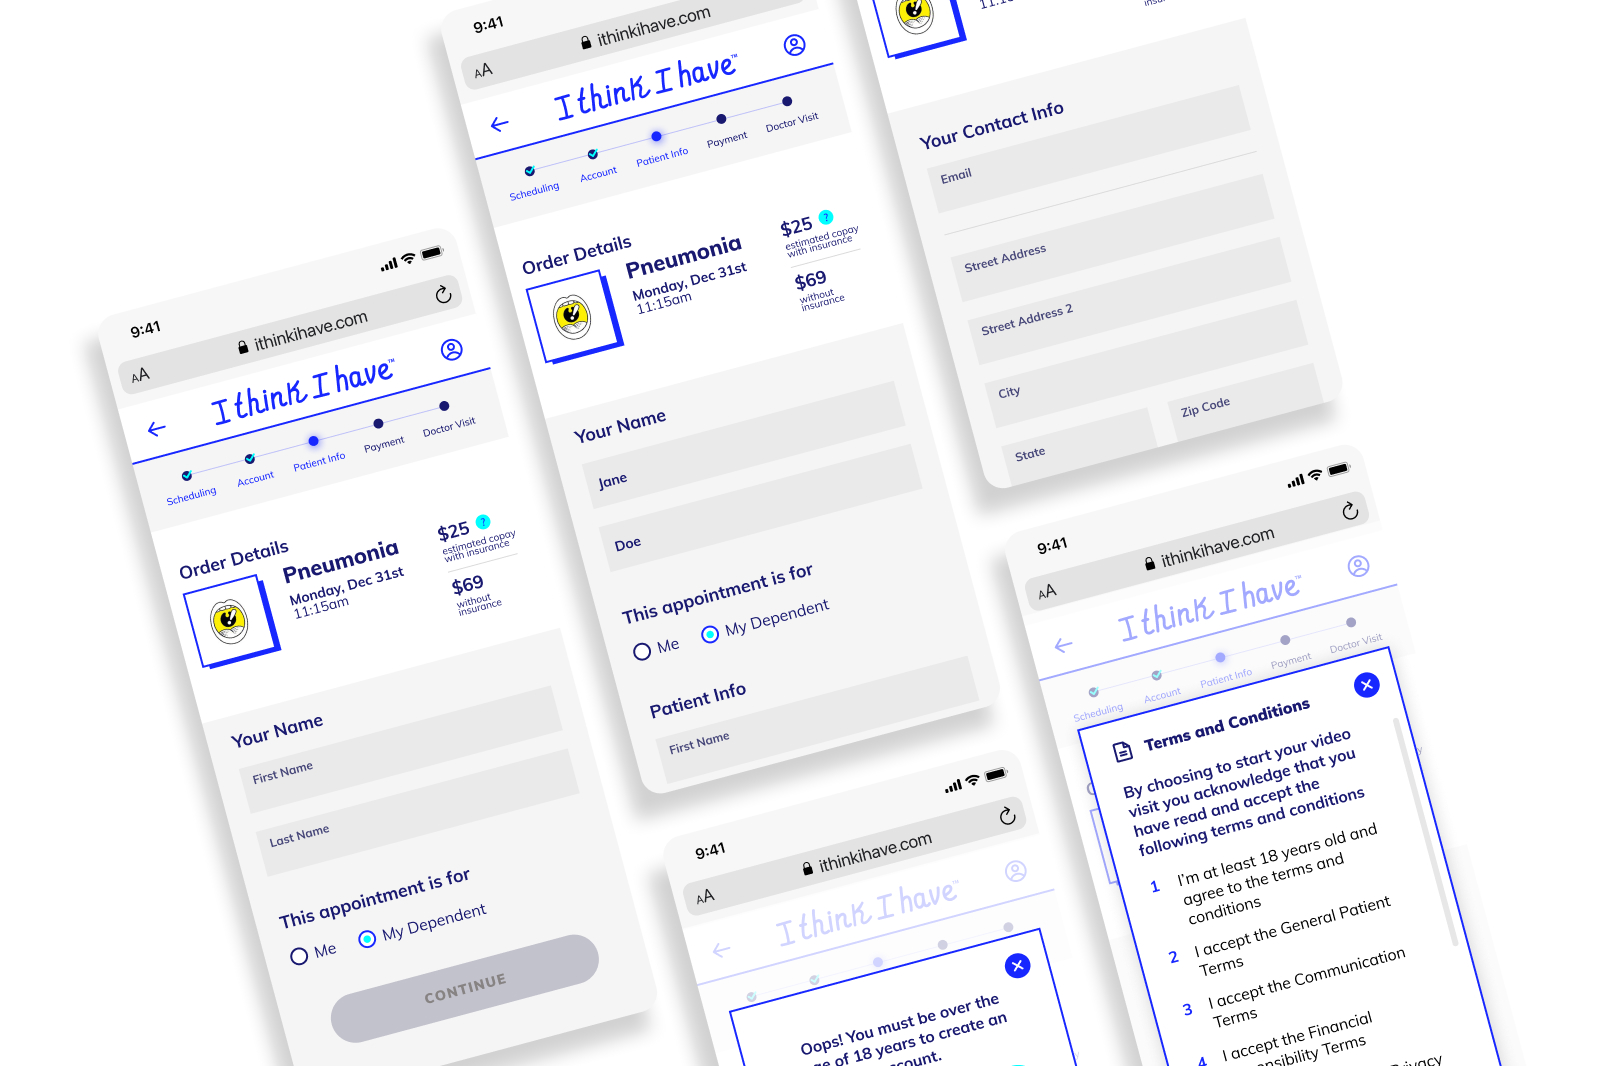 9:41
AA
ithinkihave.com
I think I have™
Scheduling
Account
Patient Info
Payment
Doctor Visit
Order Details
Pneumonia
Monday, Dec 31st
11:15am
$25 ?
estimated copay
with insurance
$69
without
insurance
Your Name
First Name
Last Name
This appointment is for
Me
My Dependent
CONTINUE
9:41
AA
ithinkihave.com
I think I have™
Scheduling
Account
Patient Info
Payment
Doctor Visit
Order Details
Pneumonia
Monday, Dec 31st
11:15am
$25 ?
estimated copay
with insurance
$69
without
insurance
Your Name
Jane
Doe
This appointment is for
Me
My Dependent
Patient Info
First Name
Your Contact Info
Email
Street Address
Street Address 2
City
State
Zip Code
9:41
AA
ithinkihave.com
I think I have™
Oops! You must be over the
of 18 years to create an
9:41
AA
ithinkihave.com
I think I have™
Scheduling
Account
Patient Info
Payment
Doctor Visit
Terms and Conditions
By choosing to start your video
visit you acknowledge that you
have read and accept the
following terms and conditions
1 I'm at least 18 years old and
agree to the terms and
conditions
2 I accept the General Patient
Terms
3 I accept the Communication
Terms
4 I accept the Financial
Terms